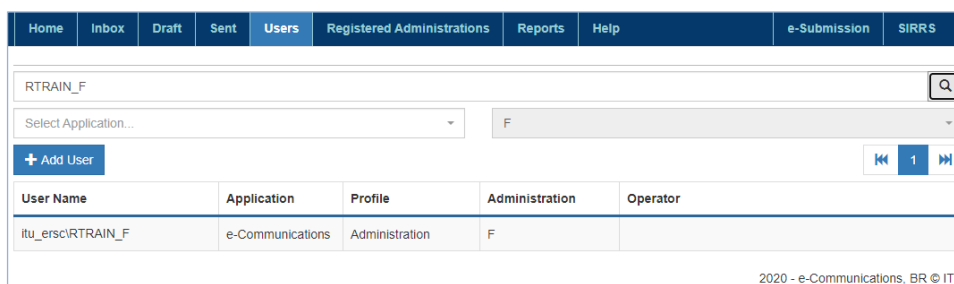 Home Inbox Draft Sent Users Registered Administrations Reports Help e-Submission SIRRS
RTRAIN_F
Select Application... F
+ Add User 1
User Name Application Profile Administration Operator
itu_ersc\RTRAIN_F e-Communications Administration F
2020 - e-Communications, BR © IT